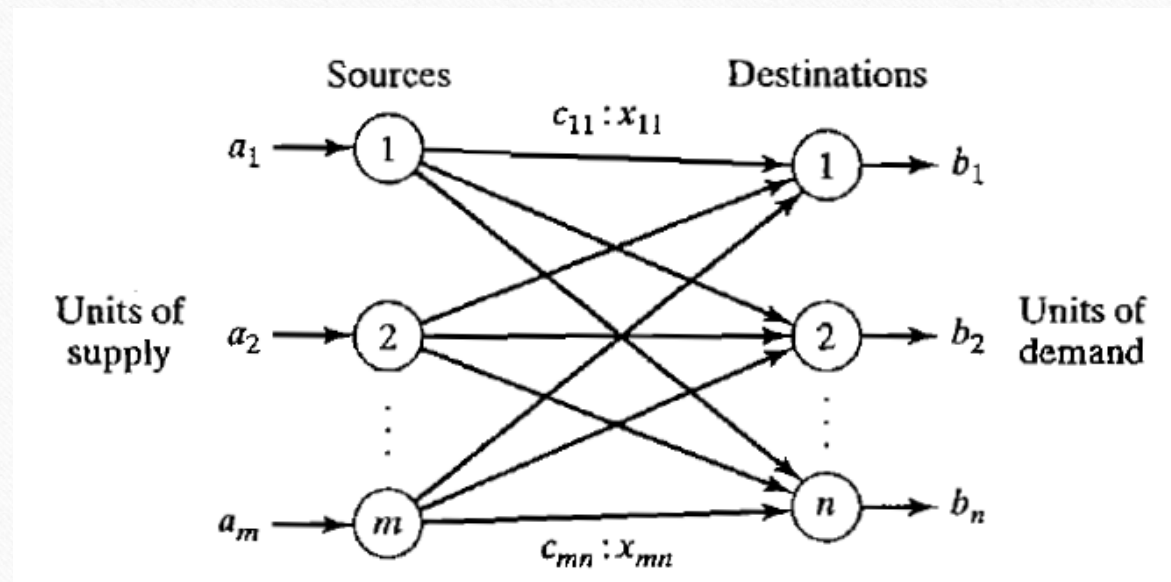 Sources
Destinations
c₁₁ : x₁₁
a₁
1
1
b₁
Units of
supply
a₂
2
2
b₂
Units of
demand
aₘ
m
n
bₙ
cₘₙ : xₘₙ